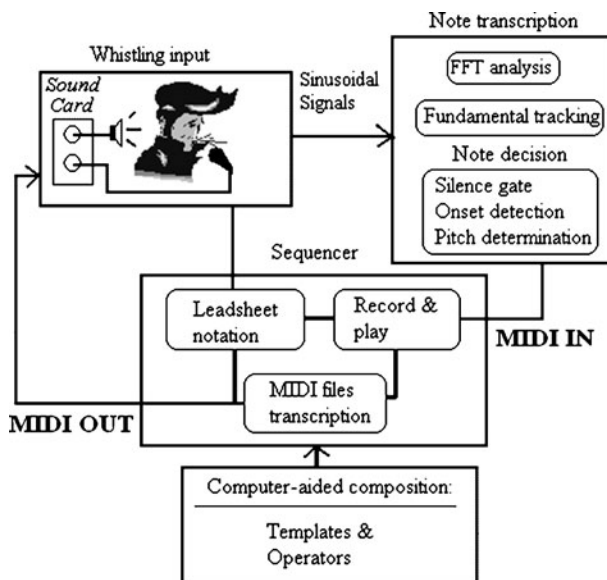 Note transcription
Whistling input
Sound
Card
Sinusoidal
Signals
FFT analysis
Fundamental tracking
Note decision
Silence gate
Onset detection
Pitch determination
Sequencer
Leadsheet
notation
Record &
play
MIDI IN
MIDI files
transcription
MIDI OUT
Computer-aided composition:
Templates &
Operators